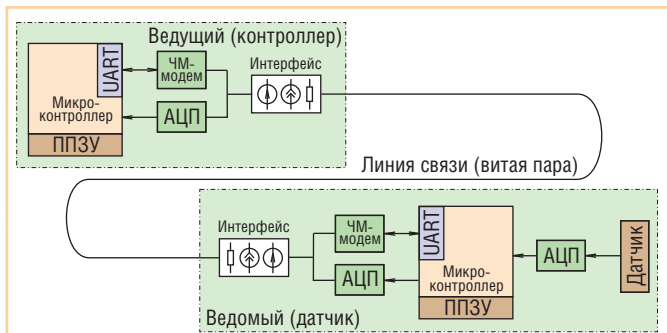 Ведущий (контроллер)
UART
ЧМ-
модем
Интерфейс
Микро-
контроллер
АЦП
ППЗУ
Линия связи (витая пара)
Интерфейс
ЧМ-
модем
UART
АЦП
Микро-
контроллер
АЦП
Датчик
ППЗУ
Ведомый (датчик)